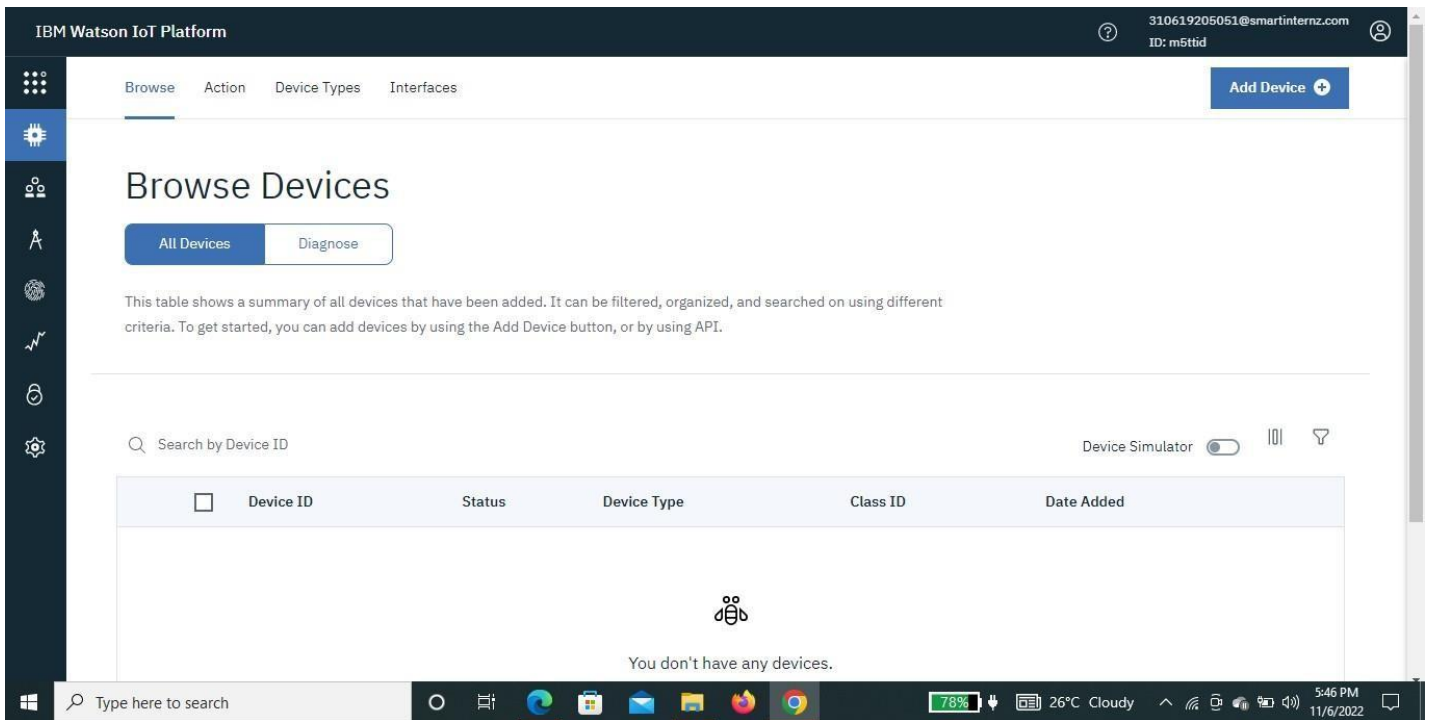 IBM Watson IoT Platform
310619205051@smartinternz.com
ID: m5ttid
Browse Action Device Types Interfaces
Add Device
Browse Devices
All Devices Diagnose
This table shows a summary of all devices that have been added. It can be filtered, organized, and searched on using different
criteria. To get started, you can add devices by using the Add Device button, or by using API.
Search by Device ID
Device Simulator
Device ID Status Device Type Class ID Date Added
You don't have any devices.
Type here to search
78%
26°C Cloudy
5:46 PM
11/6/2022